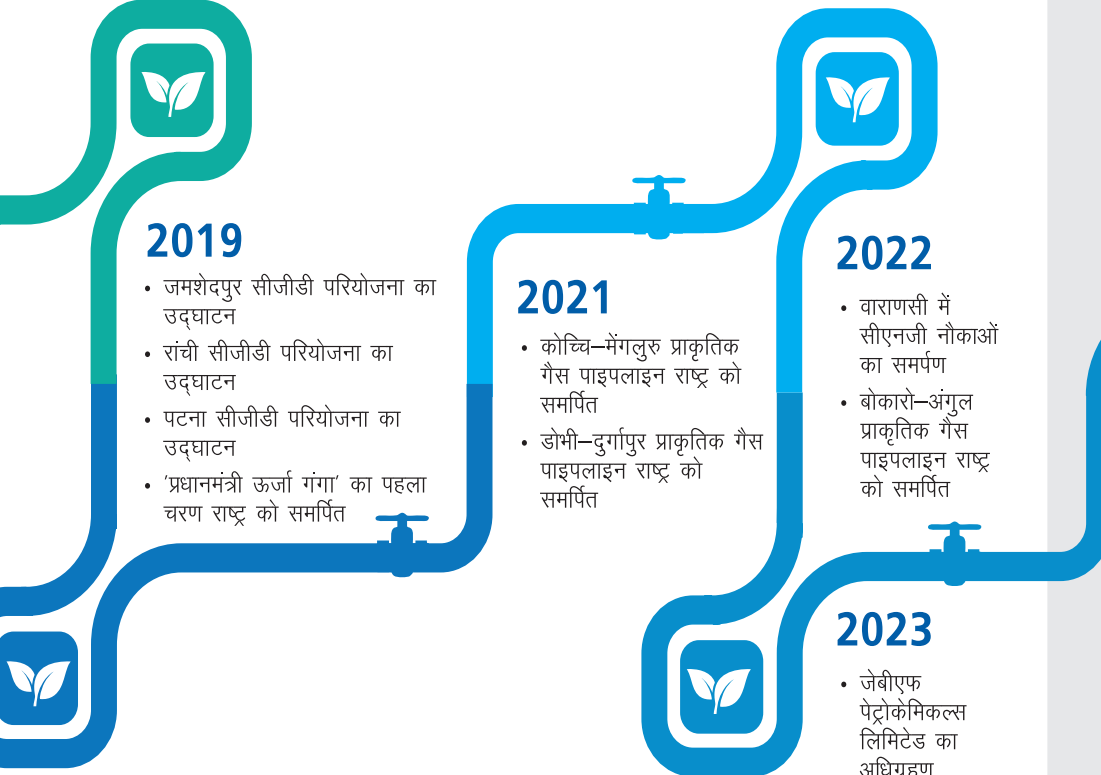 2019
• जमशेदपुर सीजीडी परियोजना का
उद्घाटन
• रांची सीजीडी परियोजना का
उद्घाटन
• पटना सीजीडी परियोजना का
उद्घाटन
• 'प्रधानमंत्री ऊर्जा गंगा' का पहला
चरण राष्ट्र को समर्पित
2021
• कोच्चि–मेंगलुरु प्राकृतिक
गैस पाइपलाइन राष्ट्र को
समर्पित
• डोभी–दुर्गापुर प्राकृतिक गैस
पाइपलाइन राष्ट्र को
समर्पित
2022
• वाराणसी में
सीएनजी नौकाओं
का समर्पण
• बोकारो–अंगुल
प्राकृतिक गैस
पाइपलाइन राष्ट्र
को समर्पित
2023
• जेबीएफ
पेट्रोकेमिकल्स
लिमिटेड का
अधिग्रहण